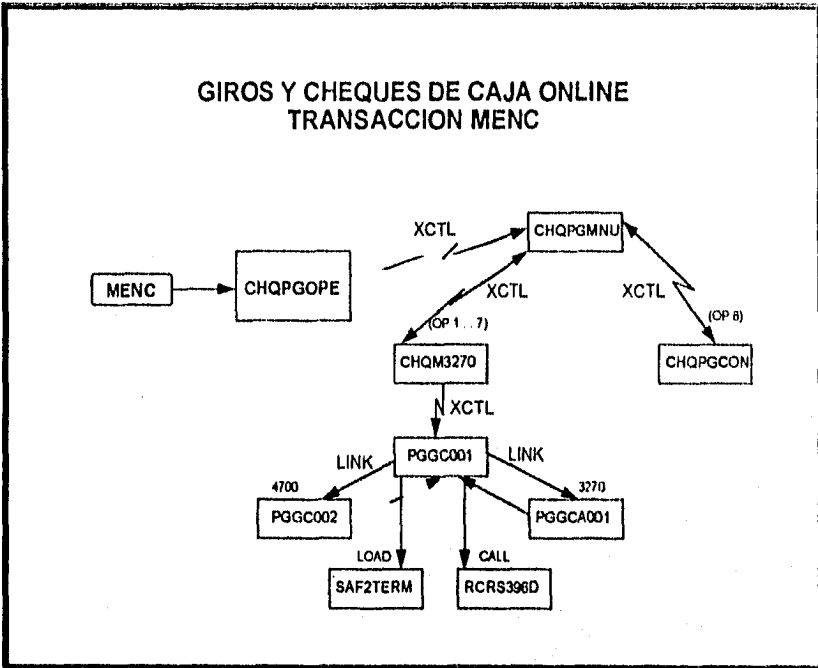 GIROS Y CHEQUES DE CAJA ONLINE
TRANSACCION MENC
XCTL
CHQPGMNU
MENC
CHQPGOPE
XCTL
XCTL
(OP 1 . . 7)
(OP 8)
CHQM3270
CHQPGCON
XCTL
LINK
PGGC001
LINK
4700
3270
PGGC002
PGGCA001
LOAD
CALL
SAF2TERM
RCRS396D